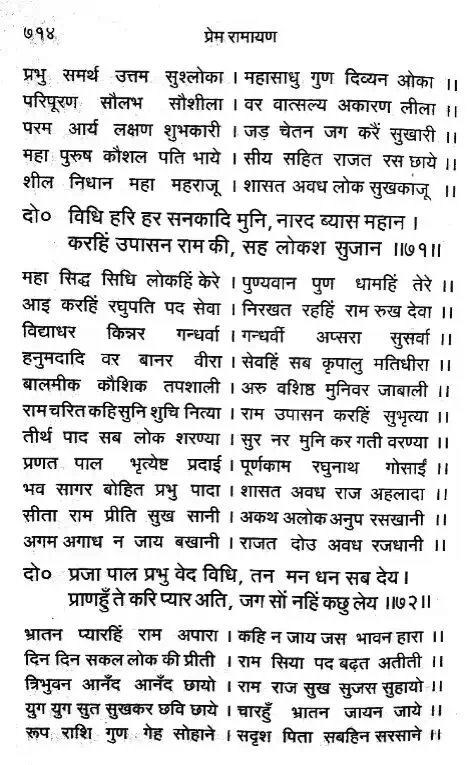 ७१४
प्रेम रामायण
प्रभु समर्थ उत्तम सुश्लोका । महासाधु गुण दिव्यन ओका ।।
परिपूरण सौलभ सौशीला । वर वात्सल्य अकारण लीला ।।
परम आर्य लक्षण शुभकारी । जड़ चेतन जग करैं सुखारी ।।
महा पुरुष कौशल पति भाये । सीय सहित राजत रस छाये ।।
शील निधान महा महराजू । शासत अवध लोक सुखकाजू ।।
दो० विधि हरि हर सनकादि मुनि, नारद ब्यास महान ।
करहिं उपासन राम की, सह लोकश सुजान ।।७१।।
महा सिद्ध सिधि लोकहिं केरे । पुण्यवान पुण धामहिं तेरे ।।
आइ करहिं रघुपति पद सेवा । निरखत रहहिं राम रुख देवा ।।
विद्याधर किन्नर गन्धर्वा । गन्धर्वी अप्सरा सुसर्वा ।।
हनुमदादि वर बानर वीरा । सेवहिं सब कृपालु मतिधीरा ।।
बालमीक कौशिक तपशाली । अरु वशिष्ठ मुनिवर जाबाली ।।
राम चरित कहि सुनि शुचि नित्या । राम उपासन करहिं सुभृत्या ।।
तीर्थ पाद सब लोक शरण्या । सुर नर मुनि कर गती वरण्या ।।
प्रणत पाल भृत्येष्ट प्रदाई । पूर्णकाम रघुनाथ गोसाईं ।।
भव सागर बोहित प्रभु पादा । शासत अवध राज अहलादा ।।
सीता राम प्रीति सुख सानी । अकथ अलोक अनुप रसखानी ।।
अगम अगाध न जाय बखानी । राजत दोउ अवध रजधानी ।।
दो० प्रजा पाल प्रभु वेद विधि, तन मन धन सब देय ।
प्राणहुँ ते करि प्यार अति, जग सों नहिं कछु लेय ।।७२।।
भ्रातन प्यारहिं राम अपारा । कहि न जाय जस भावन हारा ।।
दिन दिन सकल लोक की प्रीती । राम सिया पद बढ़त अतीती ।।
त्रिभुवन आनँद आनँद छायो । राम राज सुख सुजस सुहायो ।।
युग युग सुत सुखकर छवि छाये । चारहुँ भ्रातन जायन जाये ।।
रूप राशि गुण गेह सोहाने । सदृश पिता सबहिन सरसाने ।।